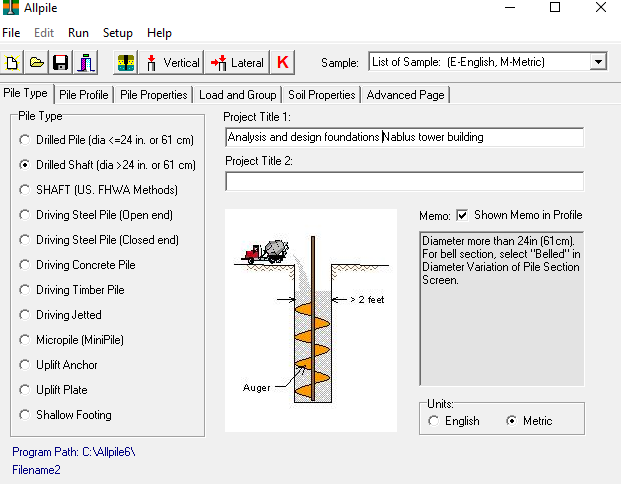 Allpile
File Edit Run Setup Help
Vertical Lateral K Sample: List of Sample: (E-English, M-Metric)
Pile Type Pile Profile Pile Properties Load and Group Soil Properties Advanced Page
Pile Type
Drilled Pile (dia <=24 in. or 61 cm)
Drilled Shaft (dia >24 in. or 61 cm)
SHAFT (US. FHWA Methods)
Driving Steel Pile (Open end)
Driving Steel Pile (Closed end)
Driving Concrete Pile
Driving Timber Pile
Driving Jetted
Micropile (MiniPile)
Uplift Anchor
Uplift Plate
Shallow Footing
Project Title 1:
Analysis and design foundations Nablus tower building
Project Title 2:
> 2 feet
Auger
Memo: Shown Memo in Profile
Diameter more than 24in (61cm).
For bell section, select "Belled" in
Diameter Variation of Pile Section
Screen.
Units:
English Metric
Program Path: C:\Allpile6\
Filename2